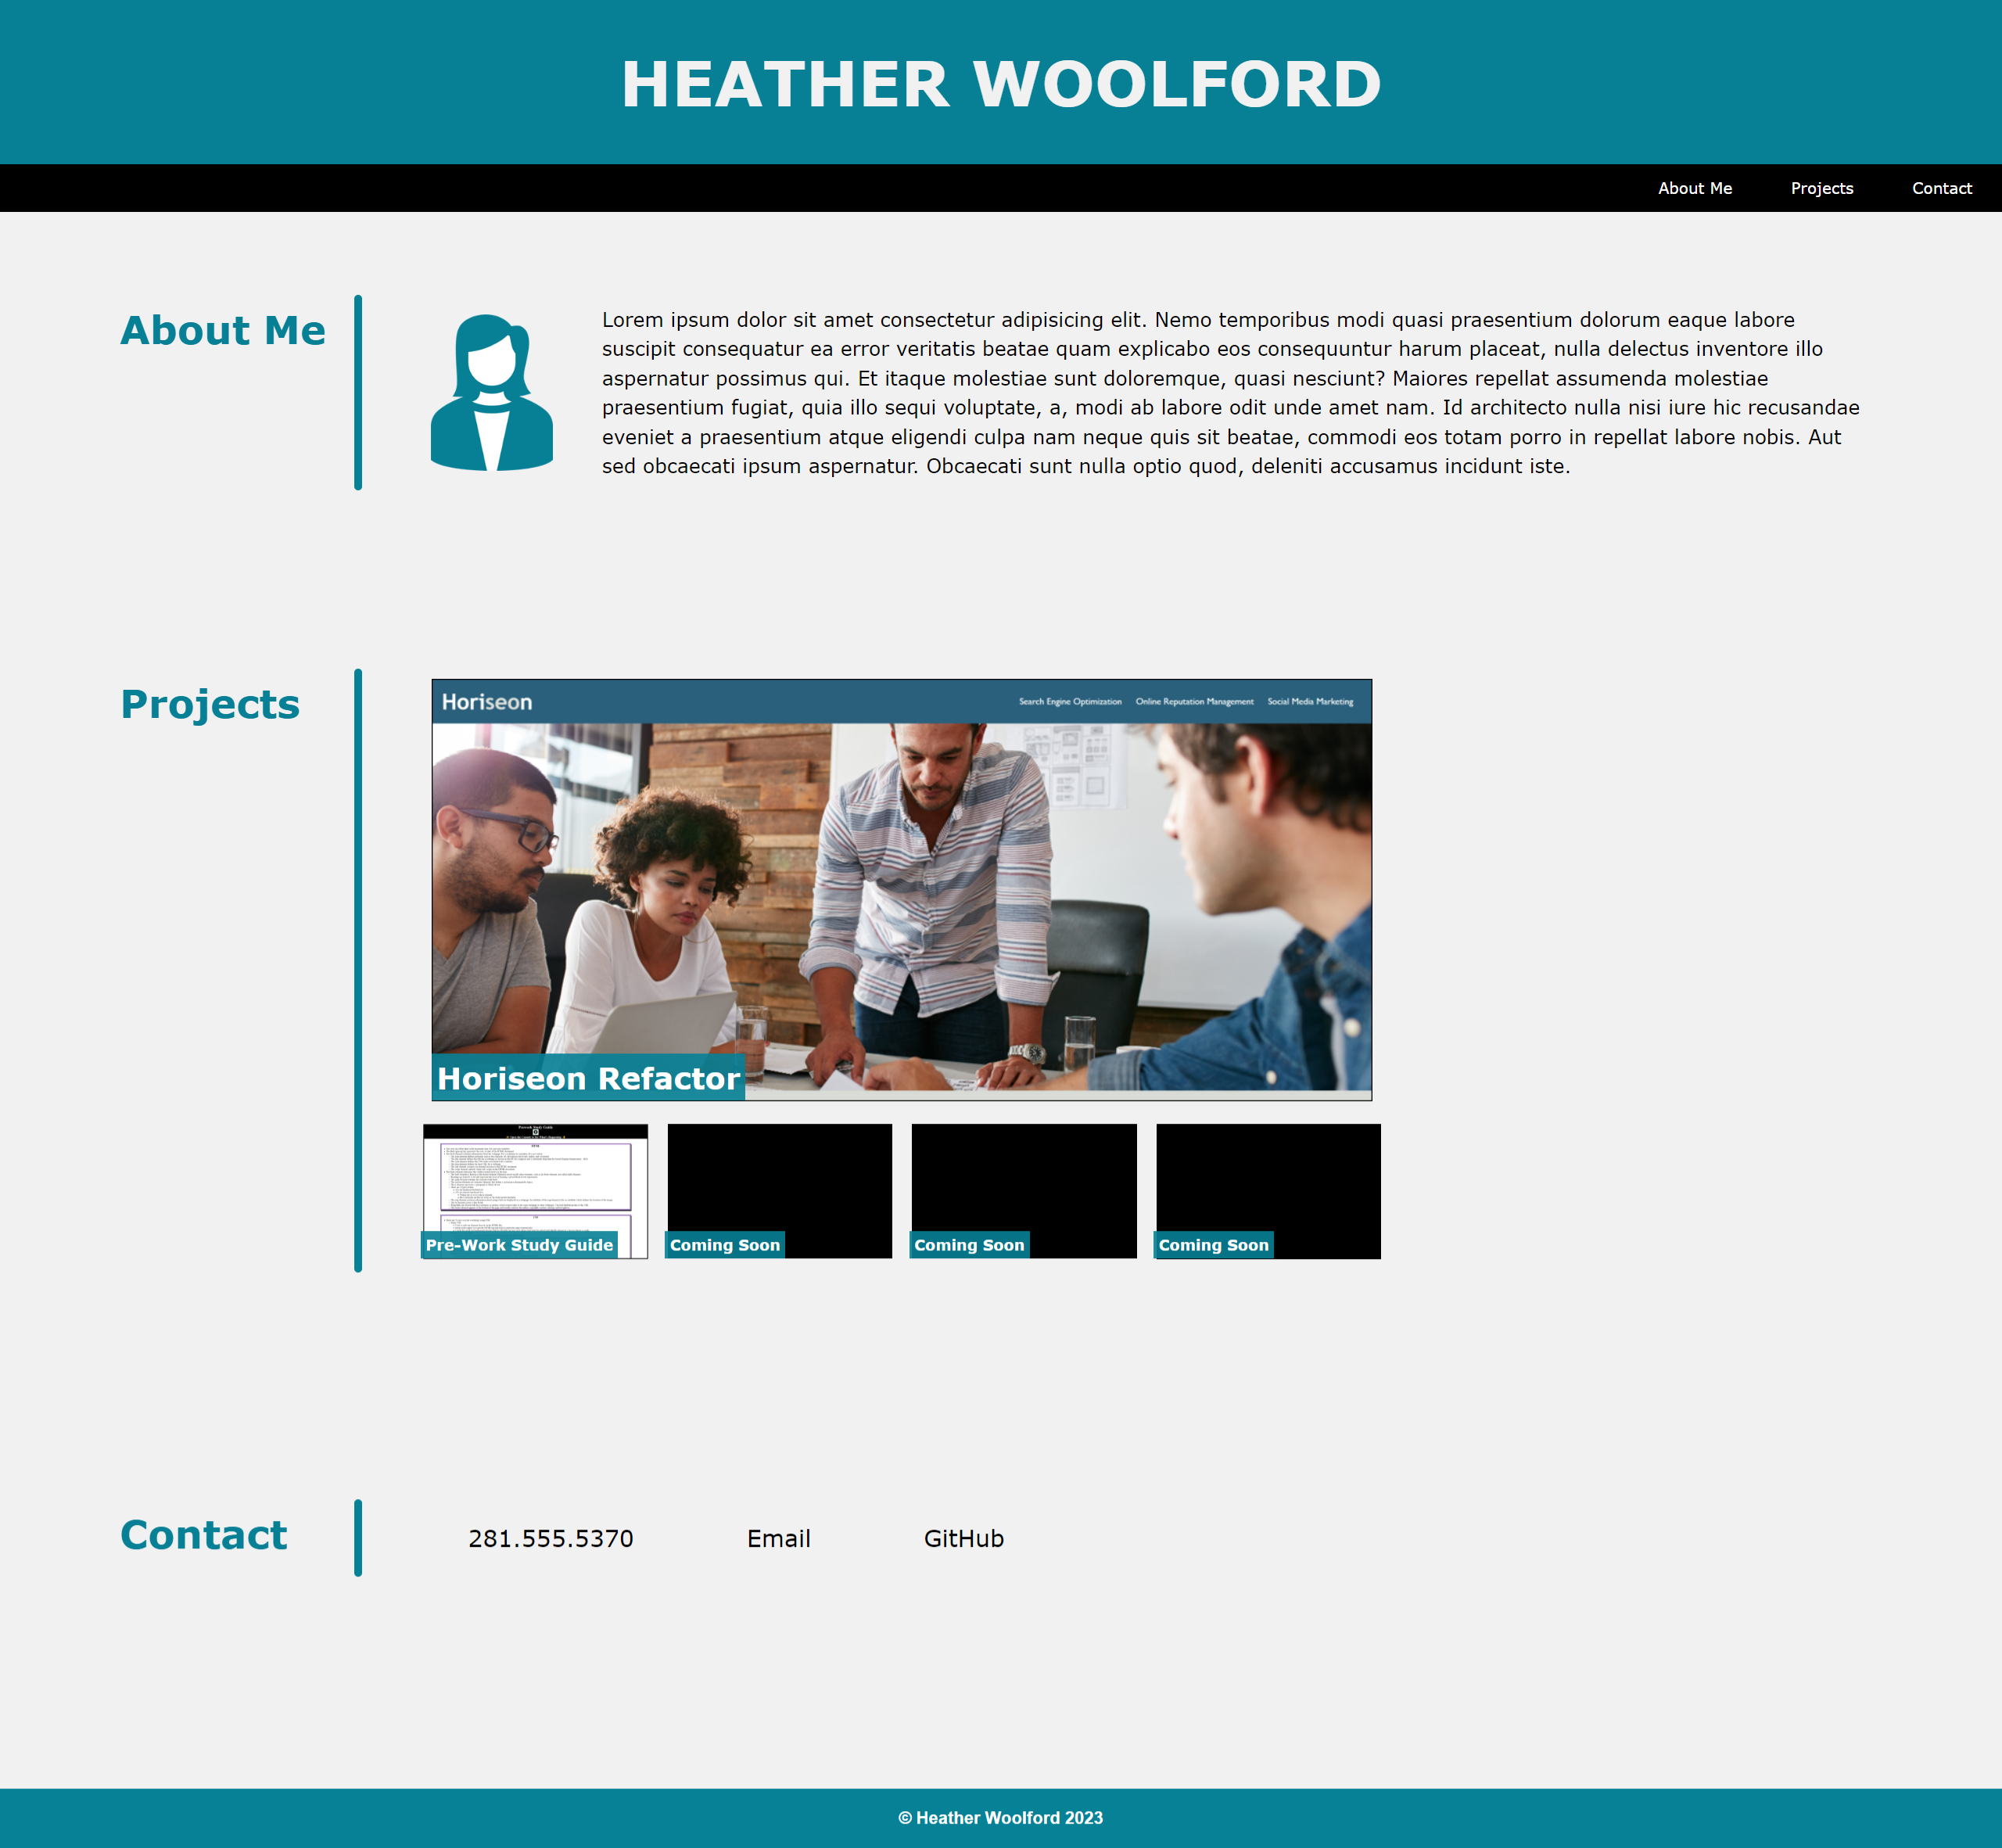 HEATHER WOOLFORD
About Me Projects Contact
About Me
Lorem ipsum dolor sit amet consectetur adipisicing elit. Nemo temporibus modi quasi praesentium dolorum eaque labore
suscipit consequatur ea error veritatis beatae quam explicabo eos consequuntur harum placeat, nulla delectus inventore illo
aspernatur possimus qui. Et itaque molestiae sunt doloremque, quasi nesciunt? Maiores repellat assumenda molestiae
praesentium fugiat, quia illo sequi voluptate, a, modi ab labore odit unde amet nam. Id architecto nulla nisi iure hic recusandae
eveniet a praesentium atque eligendi culpa nam neque quis sit beatae, commodi eos totam porro in repellat labore nobis. Aut
sed obcaecati ipsum aspernatur. Obcaecati sunt nulla optio quod, deleniti accusamus incidunt iste.
Projects
Horiseon Search Engine Optimization Online Reputation Management Social Media Marketing
Horiseon Refactor
Pre-Work Study Guide
Coming Soon
Coming Soon
Coming Soon
Contact
281.555.5370 Email GitHub
© Heather Woolford 2023